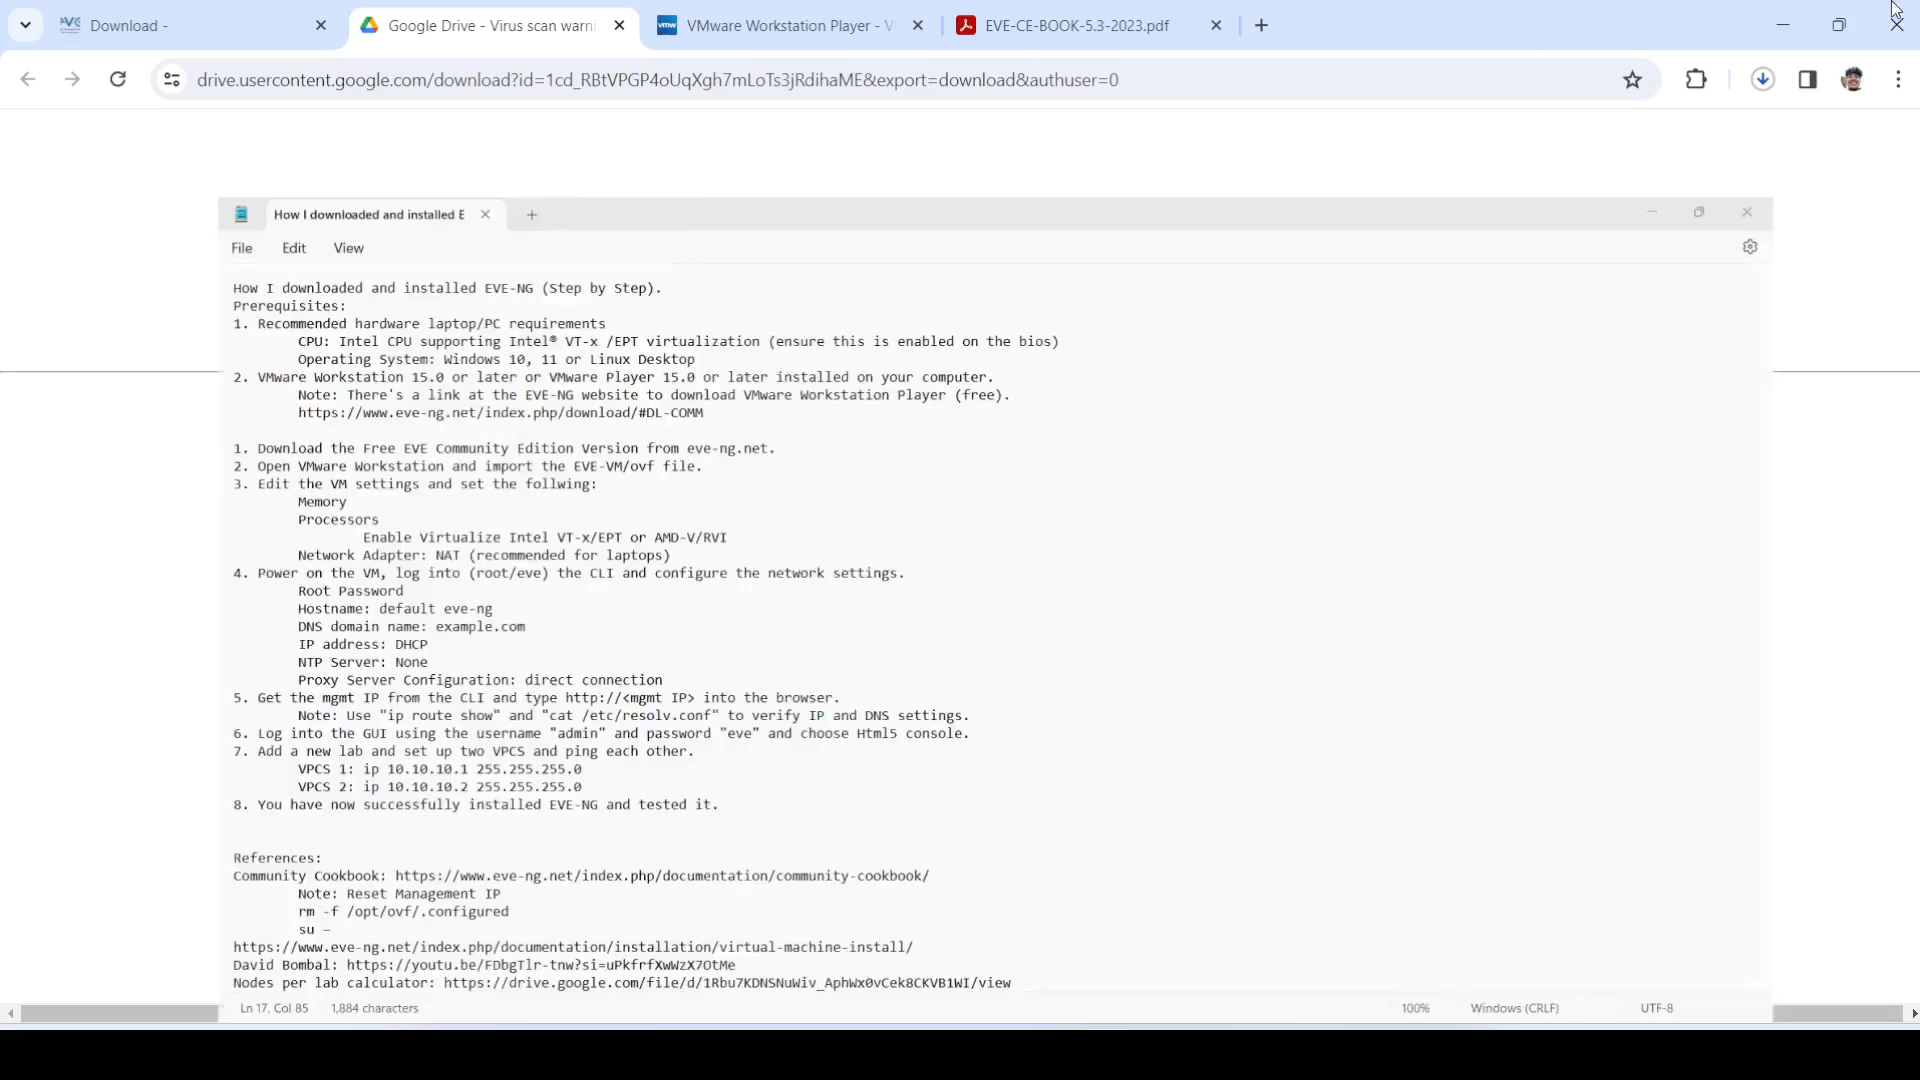 Download -
Google Drive - Virus scan warni
VMware Workstation Player - V
EVE-CE-BOOK-5.3-2023.pdf
drive.usercontent.google.com/download?id=1cd_RBtVPGP4oUqXgh7mLoTs3jRdihaME&export=download&authuser=0
How I downloaded and installed E
File Edit View
How I downloaded and installed EVE-NG (Step by Step).
Prerequisites:
1. Recommended hardware laptop/PC requirements
CPU: Intel CPU supporting Intel® VT-x /EPT virtualization (ensure this is enabled on the bios)
Operating System: Windows 10, 11 or Linux Desktop
2. VMware Workstation 15.0 or later or VMware Player 15.0 or later installed on your computer.
Note: There's a link at the EVE-NG website to download VMware Workstation Player (free).
https://www.eve-ng.net/index.php/download/#DL-COMM
1. Download the Free EVE Community Edition Version from eve-ng.net.
2. Open VMware Workstation and import the EVE-VM/ovf file.
3. Edit the VM settings and set the follwing:
Memory
Processors
Enable Virtualize Intel VT-x/EPT or AMD-V/RVI
Network Adapter: NAT (recommended for laptops)
4. Power on the VM, log into (root/eve) the CLI and configure the network settings.
Root Password
Hostname: default eve-ng
DNS domain name: example.com
IP address: DHCP
NTP Server: None
Proxy Server Configuration: direct connection
5. Get the mgmt IP from the CLI and type http://<mgmt IP> into the browser.
Note: Use "ip route show" and "cat /etc/resolv.conf" to verify IP and DNS settings.
6. Log into the GUI using the username "admin" and password "eve" and choose Html5 console.
7. Add a new lab and set up two VPCS and ping each other.
VPCS 1: ip 10.10.10.1 255.255.255.0
VPCS 2: ip 10.10.10.2 255.255.255.0
8. You have now successfully installed EVE-NG and tested it.
References:
Community Cookbook: https://www.eve-ng.net/index.php/documentation/community-cookbook/
Note: Reset Management IP
rm -f /opt/ovf/.configured
su –
https://www.eve-ng.net/index.php/documentation/installation/virtual-machine-install/
David Bombal: https://youtu.be/FDbgTlr-tnw?si=uPkfrfXwWzX7OtMe
Nodes per lab calculator: https://drive.google.com/file/d/1Rbu7KDNSNuWiv_AphWx0vCek8CKVB1WI/view
Ln 17, Col 85 1,884 characters 100% Windows (CRLF) UTF-8